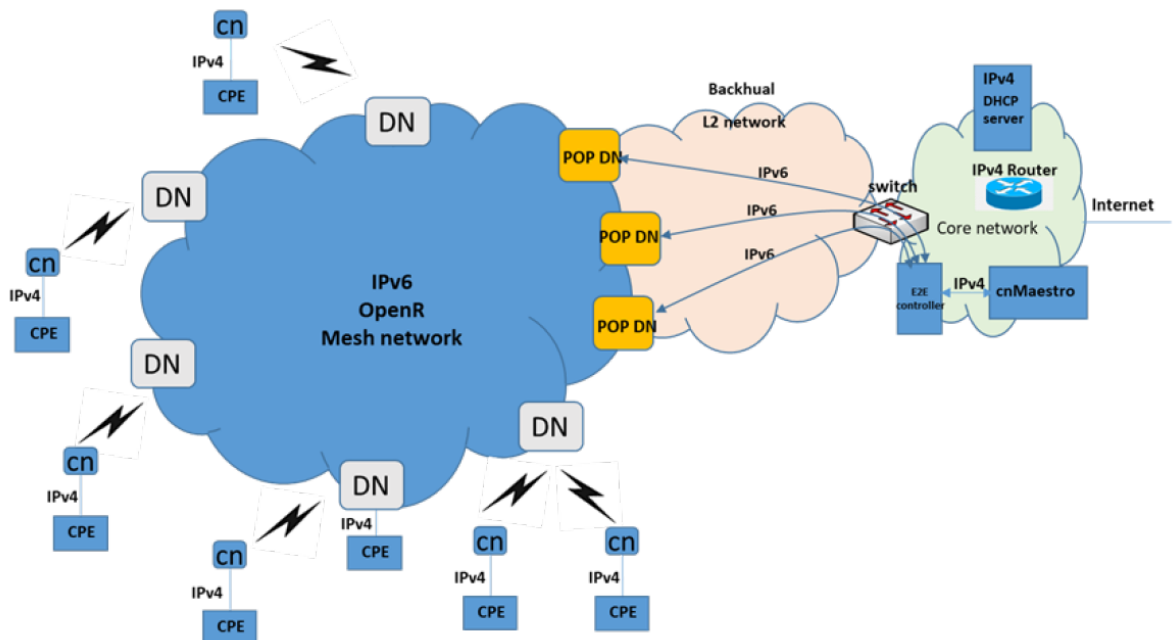 cn
IPv4
CPE
DN
Backhual
L2 network
IPv4
DHCP
server
POP DN
IPv6
switch
IPv4 Router
Internet
DN
POP DN
IPv6
Core network
cn
IPv4
CPE
IPv6
OpenR
Mesh network
IPv6
E2E
controller
IPv4
cnMaestro
POP DN
DN
DN
cn
IPv4
CPE
DN
IPv4
CPE
cn
IPv4
CPE
cn
IPv4
CPE
cn
IPv4
CPE